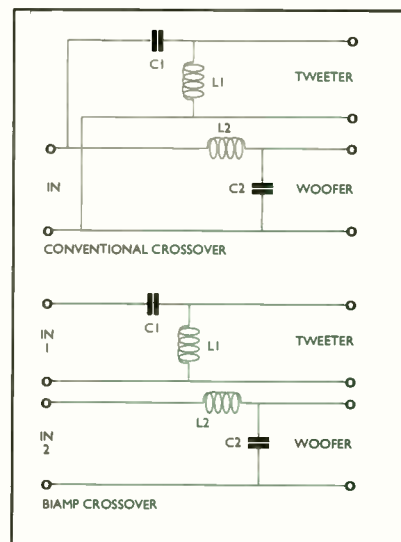 C1
L1
TWEETER
L2
IN
C2
WOOFER
CONVENTIONAL CROSSOVER
IN
1
C1
L1
TWEETER
L2
IN
2
C2
WOOFER
BIAMP CROSSOVER